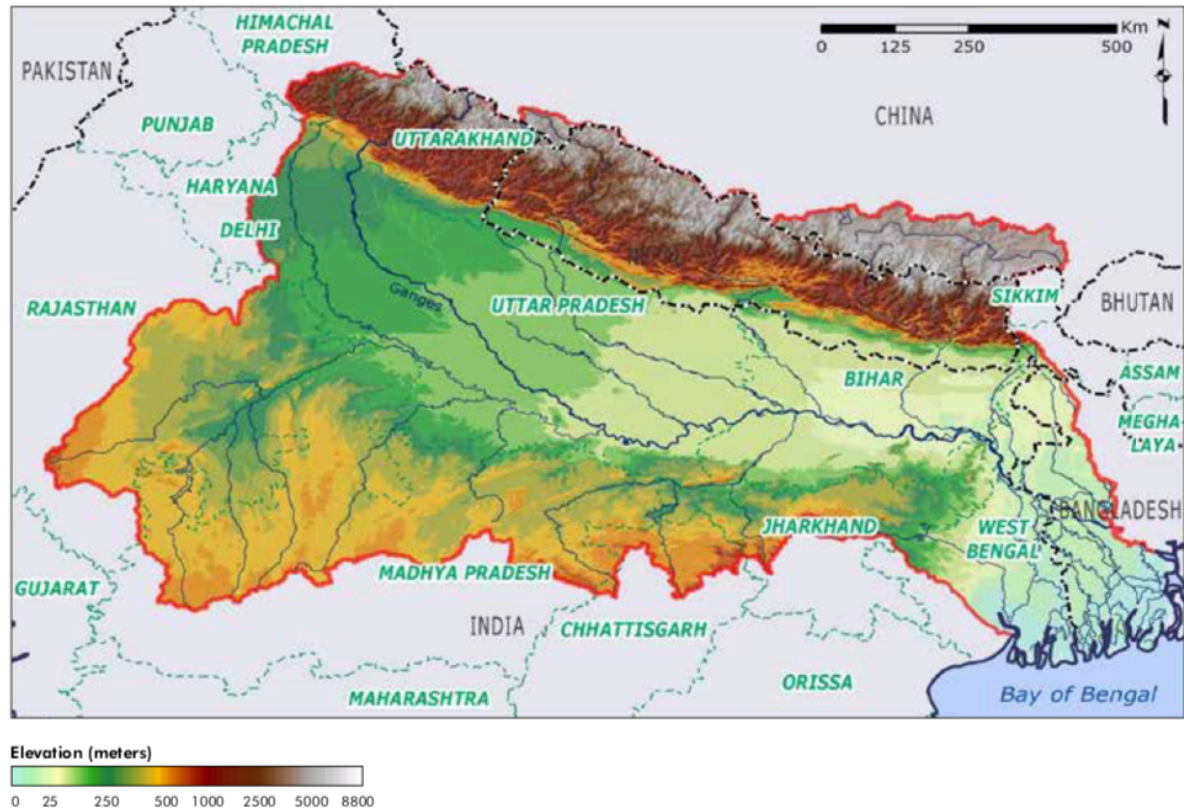 HIMACHAL
PRADESH
Km
N
0 125 250 500
PAKISTAN
CHINA
PUNJAB
UTTARAKHAND
HARYANA
DELHI
NEPAL
RAJASTHAN
Ganges
UTTAR PRADESH
SIKKIM
BHUTAN
BIHAR
ASSAM
MEGHA-
LAYA
BANGLADESH
JHARKHAND
WEST
BENGAL
GUJARAT
MADHYA PRADESH
INDIA
CHHATTISGARH
MAHARASHTRA
ORISSA
Bay of Bengal
Elevation (meters)
0 25 250 500 1000 2500 5000 8800